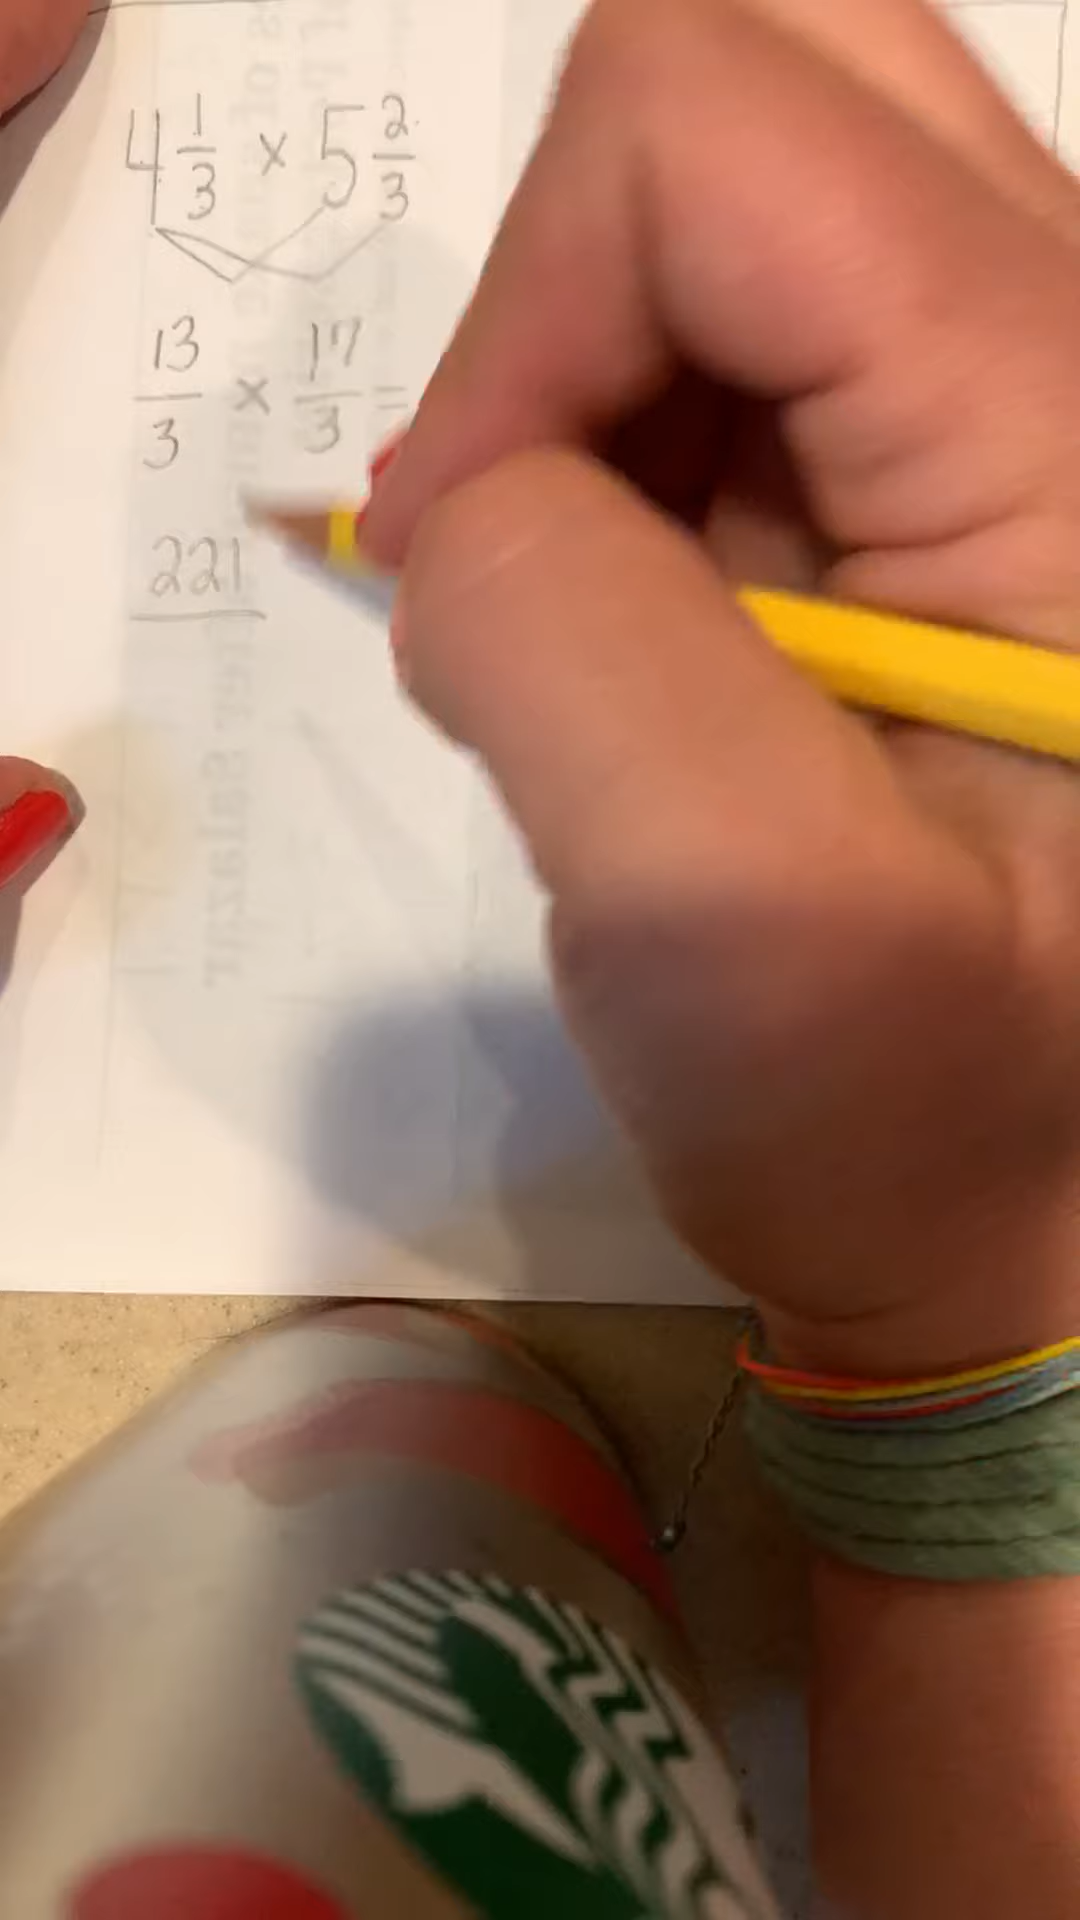 4 1/3 × 5 2/3
13/3 × 17/3 =
221